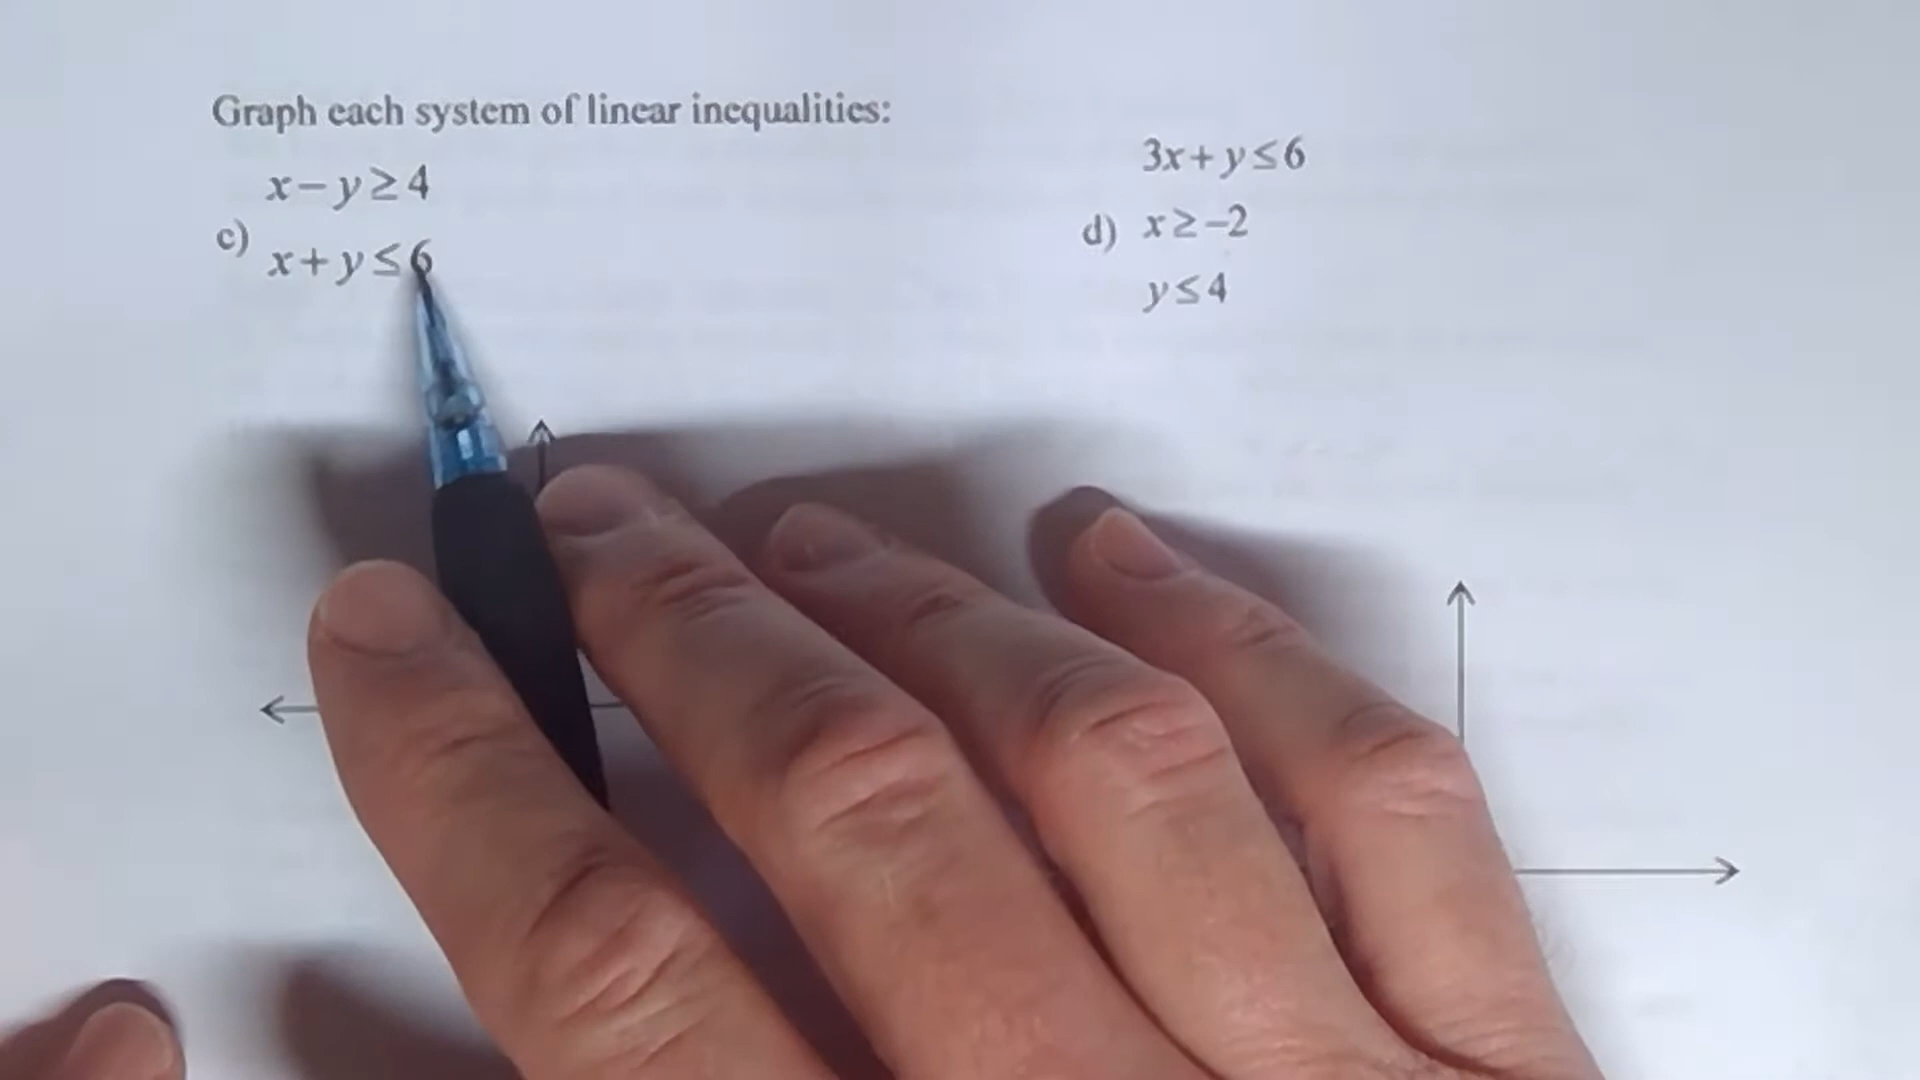 Graph each system of linear inequalities:
x − y ≥ 4
c)
x + y ≤ 6
3x + y ≤ 6
d) x ≥ −2
y ≤ 4